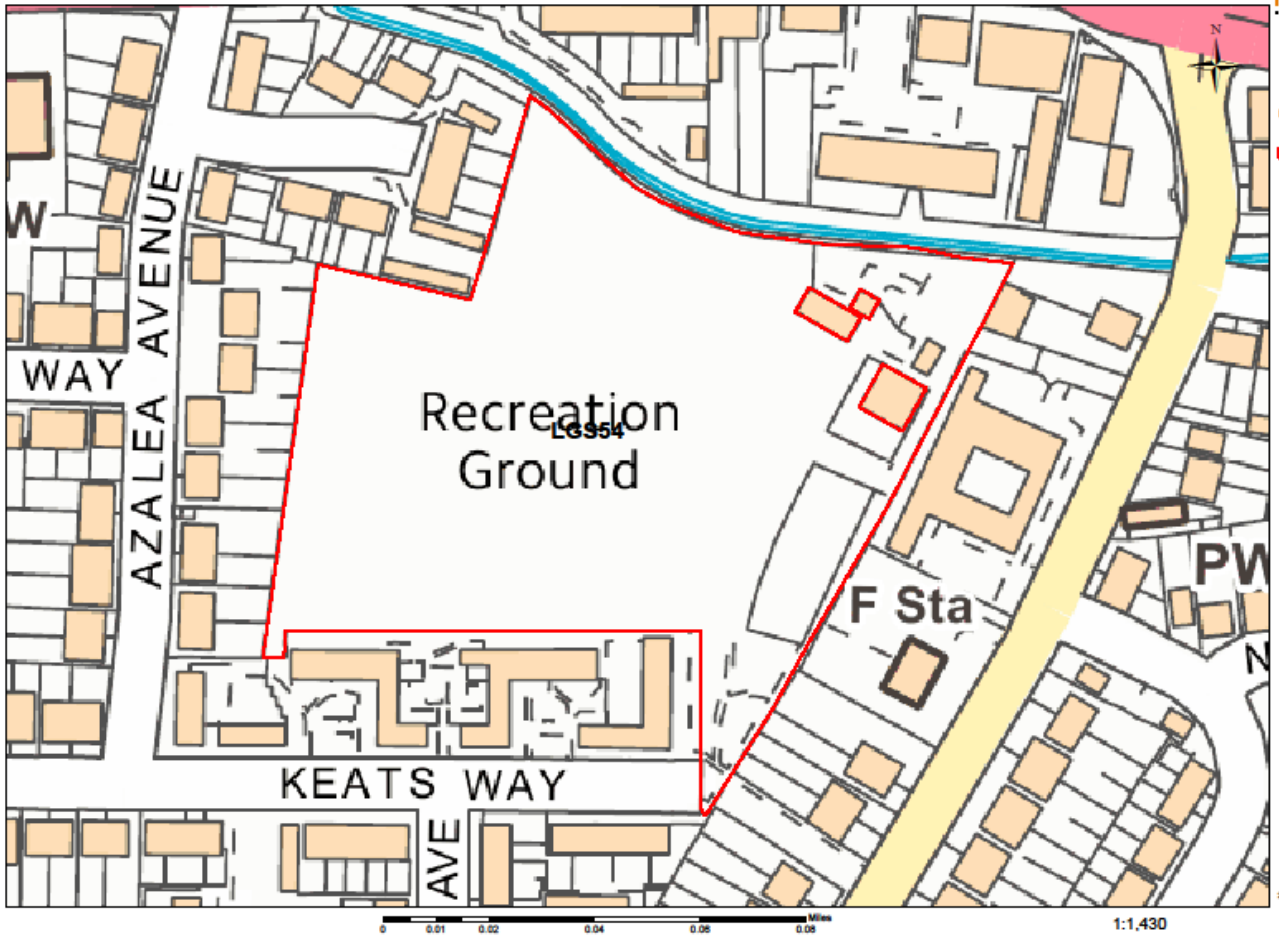 N
W
AZALEA AVENUE
WAY
Recreation
LGS54
Ground
F Sta
PW
N
KEATS WAY
AVE
0 0.01 0.02 0.04 0.06 0.08 Miles
1:1,430